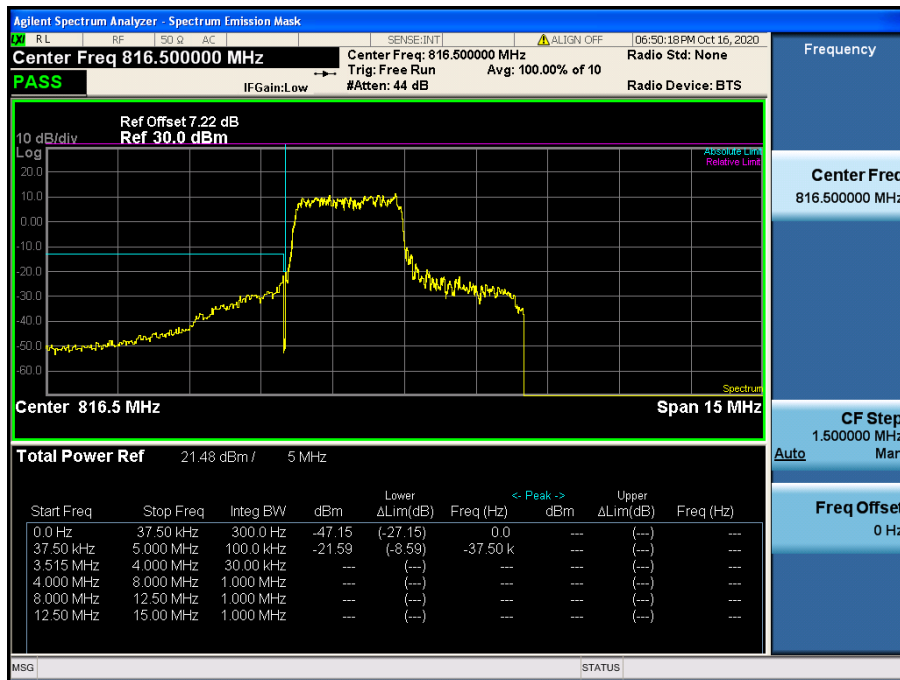 Agilent Spectrum Analyzer - Spectrum Emission Mask
LXI RL RF 50 Ω AC SENSE:INT ALIGN OFF 06:50:18PM Oct 16, 2020
Center Freq 816.500000 MHz
Center Freq: 816.500000 MHz
Radio Std: None
Trig: Free Run Avg: 100.00% of 10
PASS
IFGain:Low
#Atten: 44 dB
Radio Device: BTS
Ref Offset 7.22 dB
10 dB/div Ref 30.0 dBm
Log
Absolute Limit
Relative Limit
20.0
10.0
0.00
-10.0
-20.0
-30.0
-40.0
-50.0
-60.0
Spectrum
Center 816.5 MHz Span 15 MHz
Total Power Ref 21.48 dBm / 5 MHz
Lower <- Peak -> Upper
Start Freq Stop Freq Integ BW dBm ΔLim(dB) Freq (Hz) dBm ΔLim(dB) Freq (Hz)
0.0 Hz 37.50 kHz 300.0 Hz -47.15 (-27.15) 0.0 --- (---) ---
37.50 kHz 5.000 MHz 100.0 kHz -21.59 (-8.59) -37.50 k --- (---) ---
3.515 MHz 4.000 MHz 30.00 kHz --- (---) --- --- (---) ---
4.000 MHz 8.000 MHz 1.000 MHz --- (---) --- --- (---) ---
8.000 MHz 12.50 MHz 1.000 MHz --- (---) --- --- (---) ---
12.50 MHz 15.00 MHz 1.000 MHz --- (---) --- --- (---) ---
MSG STATUS
Frequency
Center Freq
816.500000 MHz
CF Step
1.500000 MHz
Auto Man
Freq Offset
0 Hz